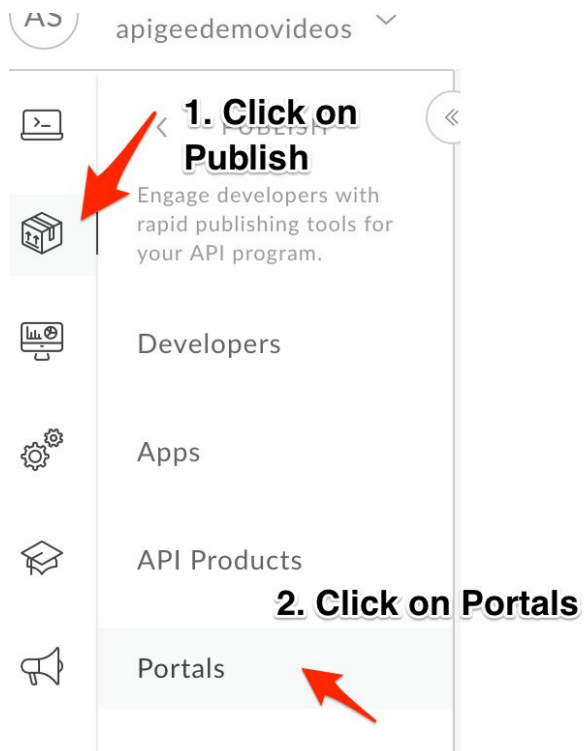 AS
apigeedemovideos
1. Click on
PUBLISH
Publish
Engage developers with
rapid publishing tools for
your API program.
Developers
Apps
API Products
2. Click on Portals
Portals